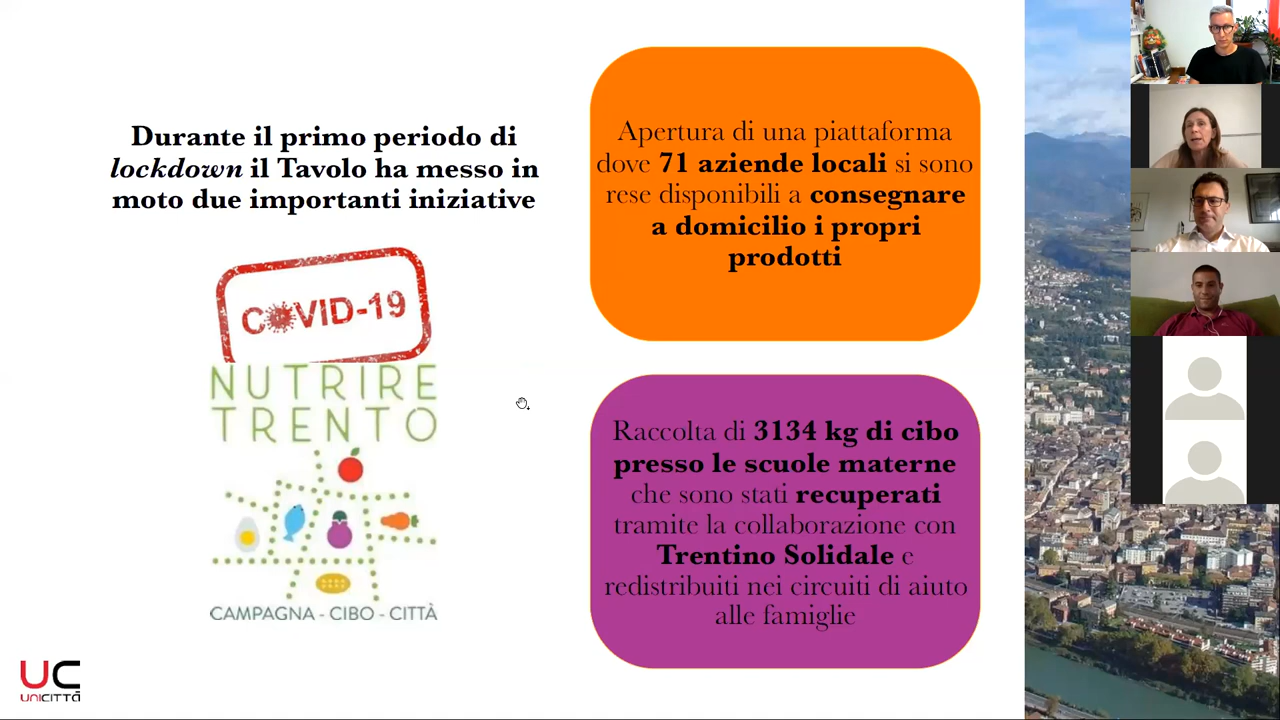 Durante il primo periodo di
lockdown il Tavolo ha messo in
moto due importanti iniziative
COVID-19
NUTRIRE
TRENTO
CAMPAGNA - CIBO - CITTÀ
UC
UNICITTÀ
Apertura di una piattaforma
dove 71 aziende locali si sono
rese disponibili a consegnare
a domicilio i propri
prodotti
Raccolta di 3134 kg di cibo
presso le scuole materne
che sono stati recuperati
tramite la collaborazione con
Trentino Solidale e
redistribuiti nei circuiti di aiuto
alle famiglie